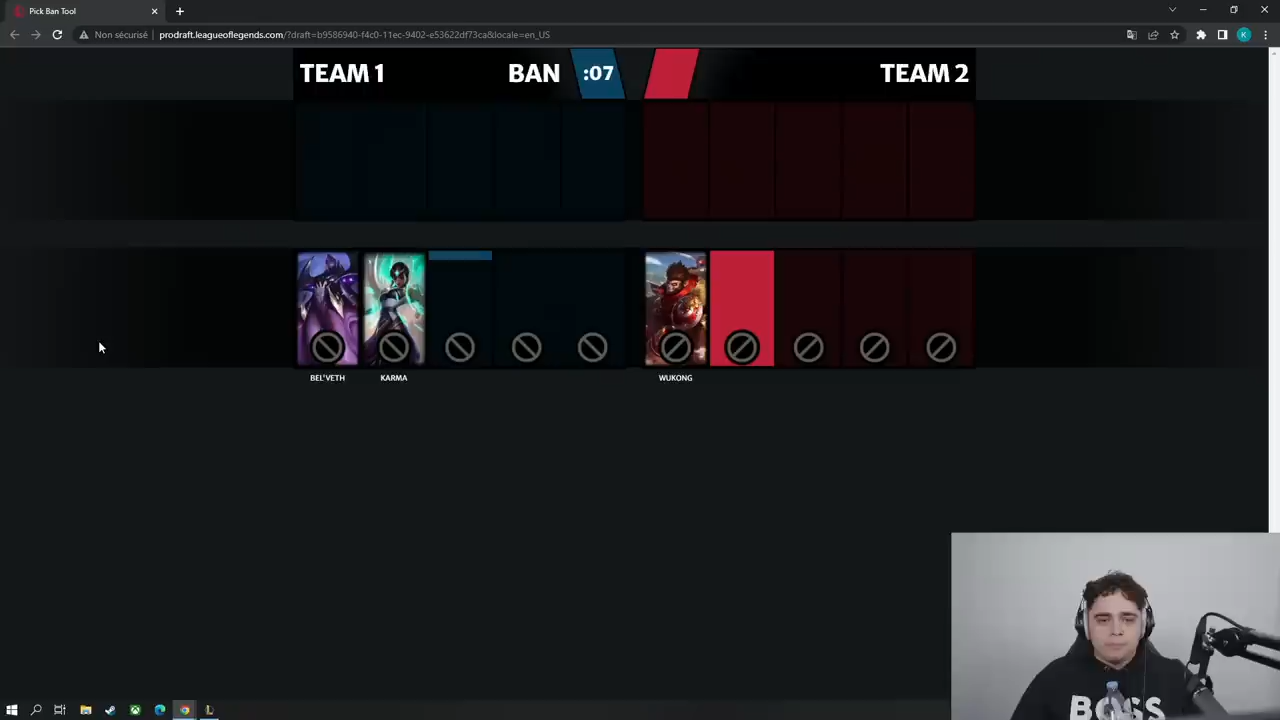 Pick Ban Tool
Non sécurisé
prodraft.leagueoflegends.com/?draft=b9586940-f4c0-11ec-9402-e53622df73ca&locale=en_US
K
TEAM 1
BAN
:07
TEAM 2
BEL'VETH
KARMA
WUKONG
BOSS